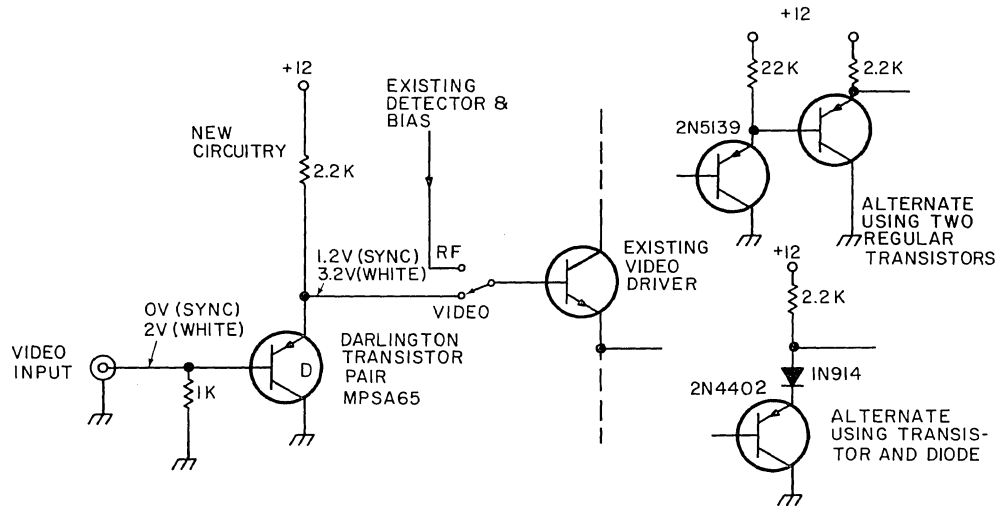 +12
EXISTING
DETECTOR &
BIAS
NEW
CIRCUITRY
2.2K
1.2V (SYNC)
3.2V (WHITE)
RF
VIDEO
EXISTING
VIDEO
DRIVER
0V (SYNC)
2V (WHITE)
VIDEO
INPUT
1K
D
DARLINGTON
TRANSISTOR
PAIR
MPSA65
+12
22K
2.2K
2N5139
ALTERNATE
USING TWO
REGULAR
TRANSISTORS
+12
2.2K
1N914
2N4402
ALTERNATE
USING TRANSIS-
TOR AND DIODE